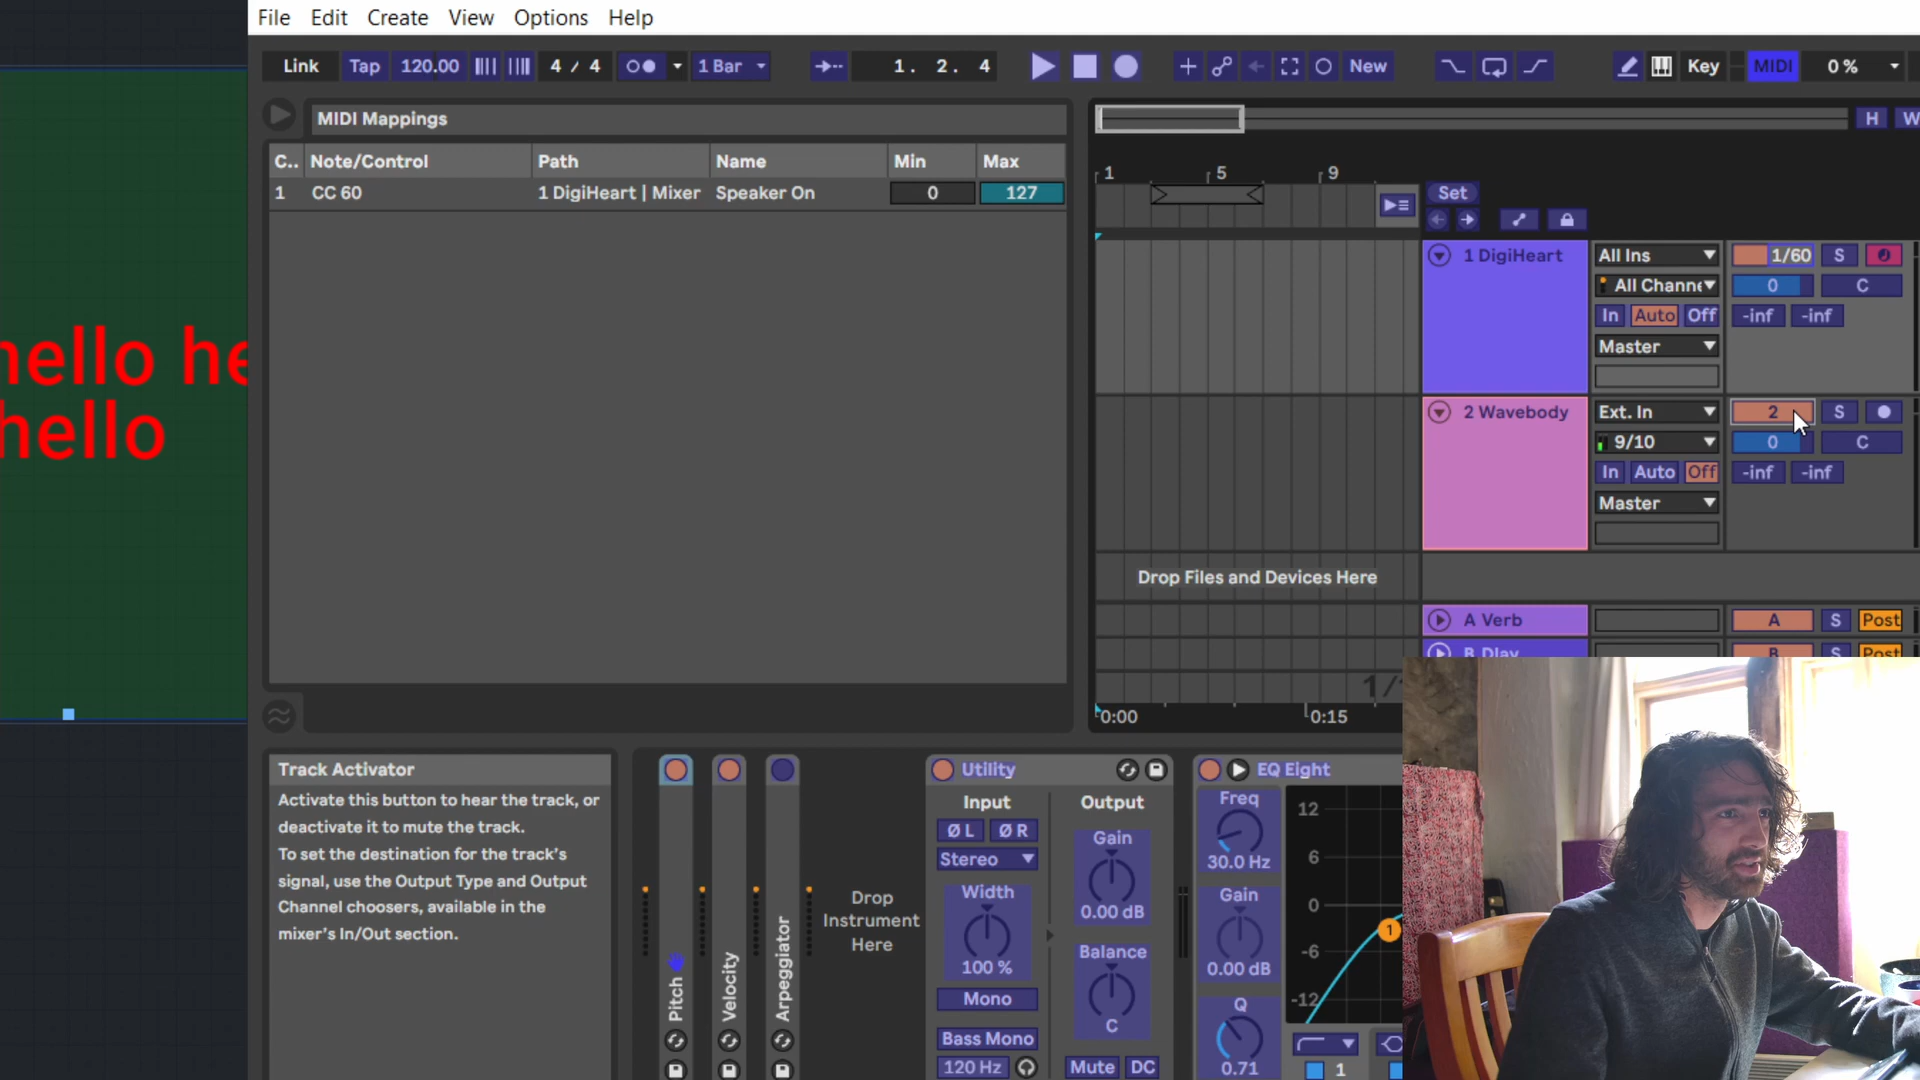 File Edit Create View Options Help
Link Tap 120.00 4 / 4 1 Bar 1. 2. 4 New Key MIDI 0 %
MIDI Mappings
H W
C.. Note/Control Path Name Min Max
1 CC 60 1 DigiHeart | Mixer Speaker On 0 127
1 5 9
Set
1 DigiHeart All Ins 1/60 S
All Channe 0 C
In Auto Off -inf -inf
Master
hello he
hello
2 Wavebody Ext. In 2 S
9/10 0 C
In Auto Off -inf -inf
Master
Drop Files and Devices Here
A Verb A S Post
B Dlay B S Post
1/
0:00 0:15
Track Activator
Activate this button to hear the track, or
deactivate it to mute the track.
To set the destination for the track's
signal, use the Output Type and Output
Channel choosers, available in the
mixer's In/Out section.
Pitch
Velocity
Arpeggiator
Drop
Instrument
Here
Utility
Input Output
Ø L Ø R
Stereo
Gain
0.00 dB
Width
100 %
Balance
C
Mono
Bass Mono
120 Hz
Mute DC
EQ Eight
Freq
30.0 Hz
Gain
0.00 dB
Q
0.71
12
6
0
-6
-12
1
1